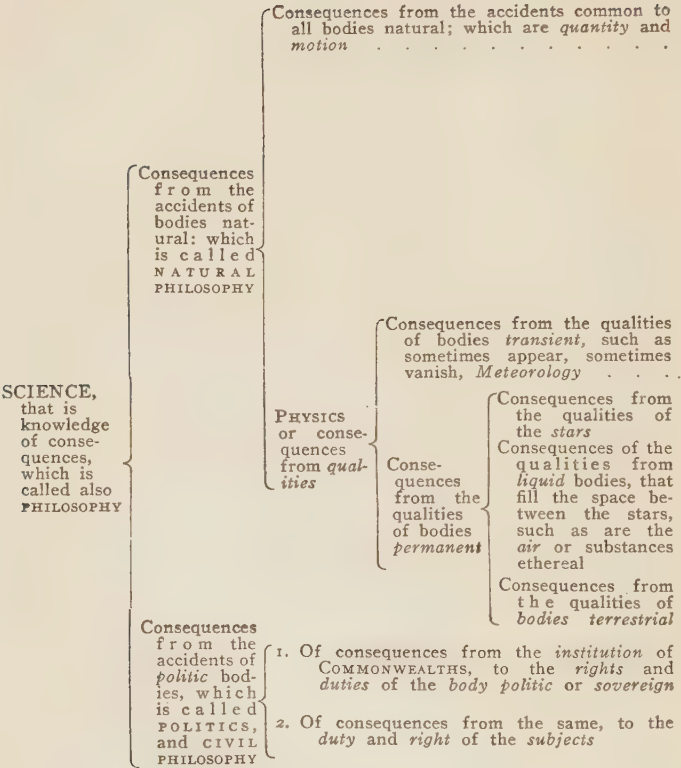 SCIENCE,
that is
knowledge
of conse-
quences,
which is
called also
PHILOSOPHY
Consequences
from the
accidents of
bodies nat-
ural: which
is called
NATURAL
PHILOSOPHY
Consequences from the accidents common to
all bodies natural; which are quantity and
motion . . . . . . . . . . .
PHYSICS
or conse-
quences
from qual-
ities
Consequences from the qualities
of bodies transient, such as
sometimes appear, sometimes
vanish, Meteorology . . .
Conse-
quences
from the
qualities
of bodies
permanent
Consequences from
the qualities of
the stars
Consequences of the
qualities from
liquid bodies, that
fill the space be-
tween the stars,
such as are the
air or substances
ethereal
Consequences from
the qualities of
bodies terrestrial
Consequences
from the
accidents of
politic bod-
ies, which
is called
POLITICS,
and CIVIL
PHILOSOPHY
1. Of consequences from the institution of
COMMONWEALTHS, to the rights and
duties of the body politic or sovereign
2. Of consequences from the same, to the
duty and right of the subjects